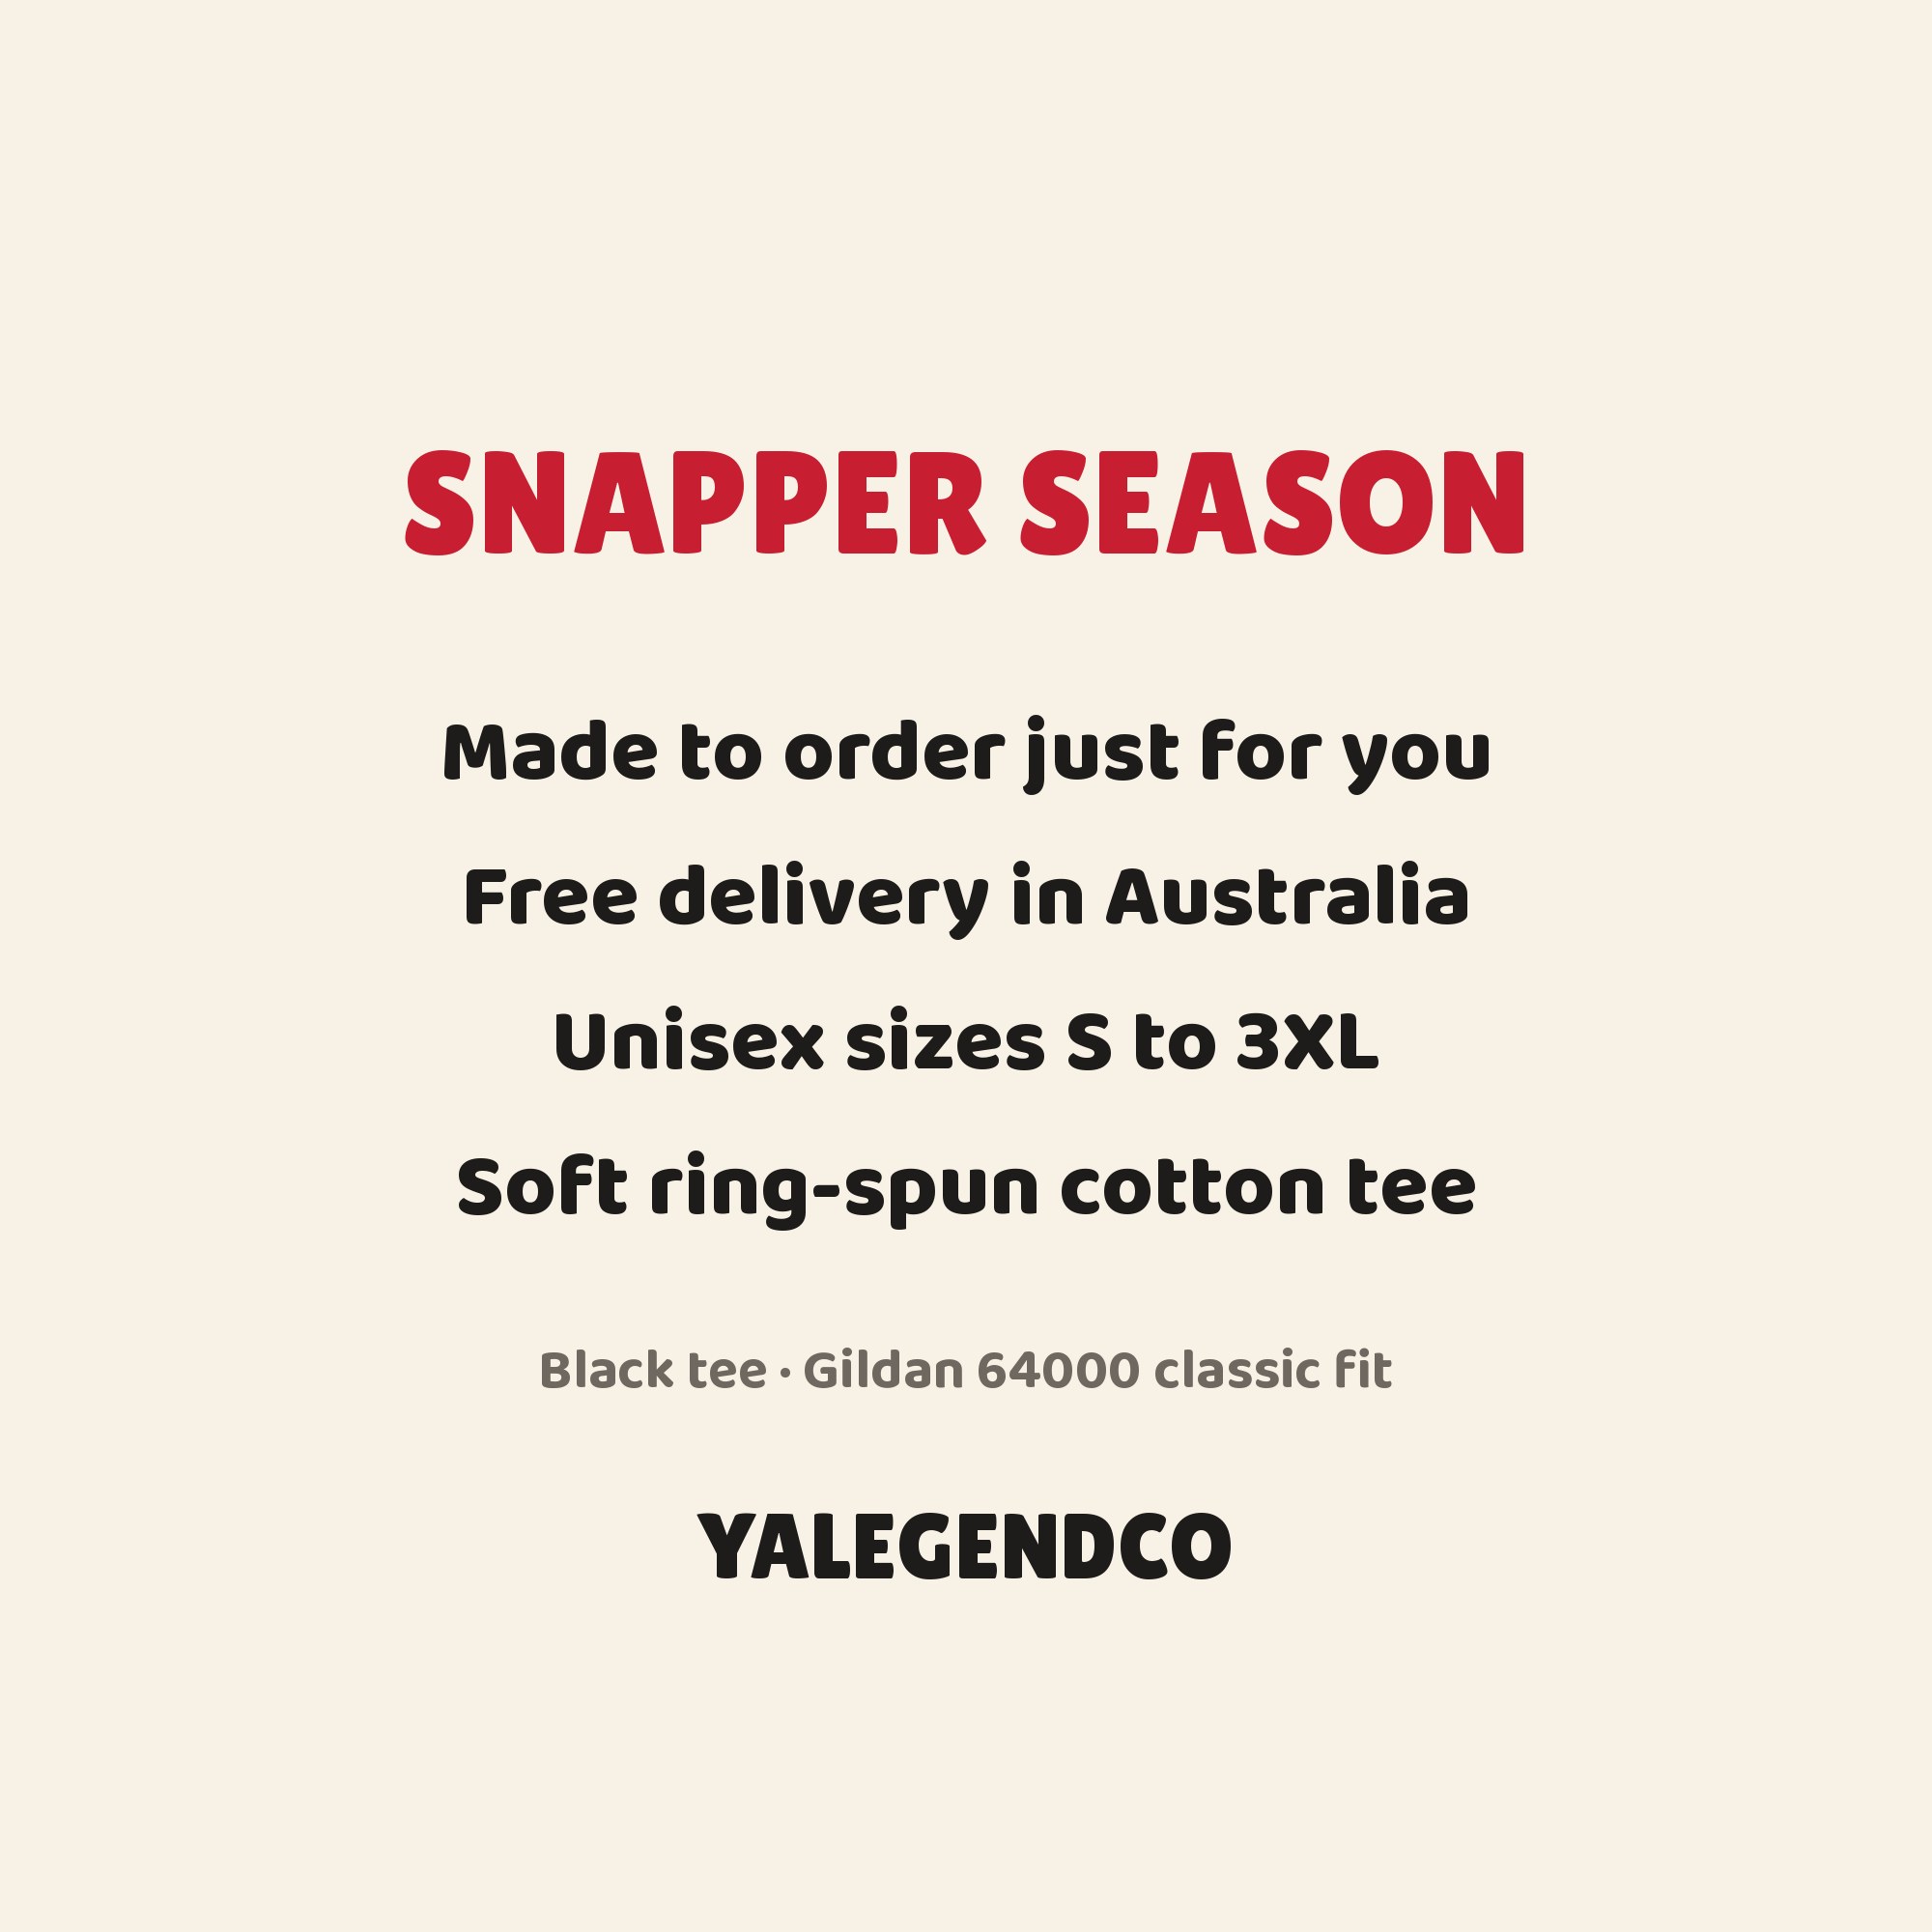 SNAPPER SEASON
Made to order just for you
Free delivery in Australia
Unisex sizes S to 3XL
Soft ring-spun cotton tee
Black tee • Gildan 64000 classic fit
YALEGENDCO